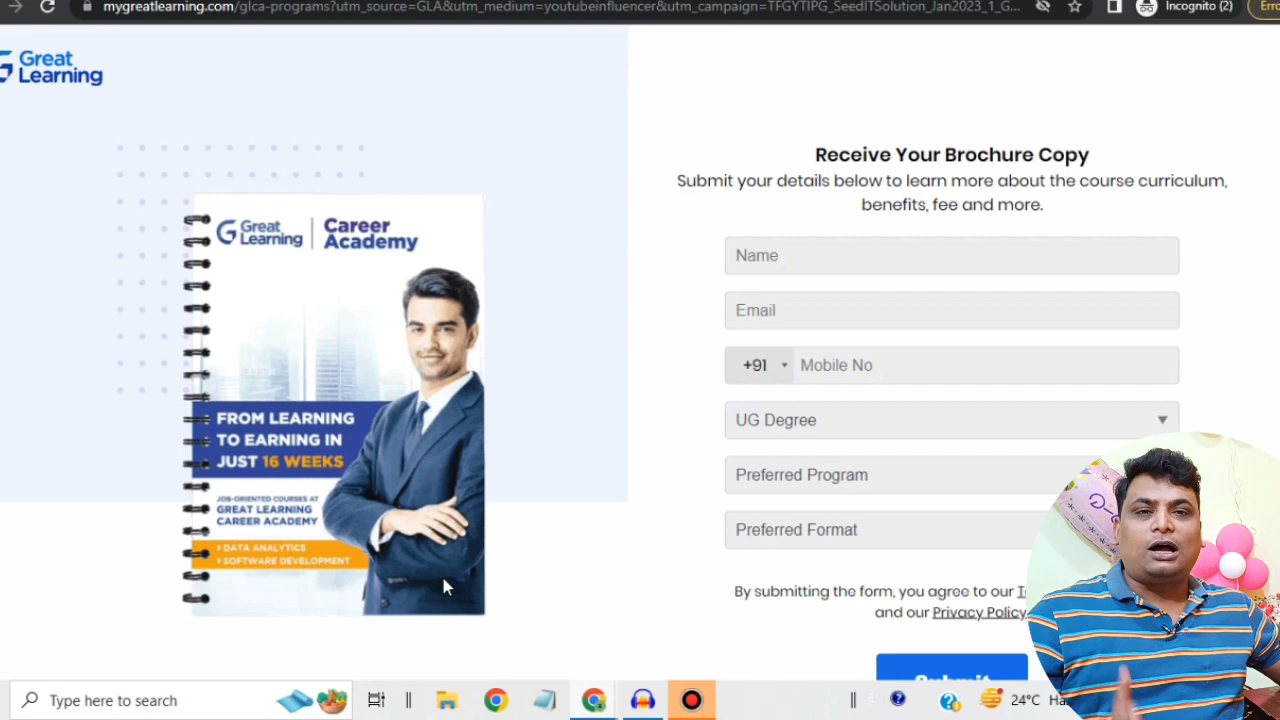 mygreatlearning.com/glca-programs?utm_source=GLA&utm_medium=youtubeinfluencer&utm_campaign=TFGYTIPG_SeedITSolution_Jan2023_1_G...
Incognito (2)
Great
Learning
Great
Learning
Career
Academy
FROM LEARNING
TO EARNING IN
JUST 16 WEEKS
JOB-ORIENTED COURSES AT
GREAT LEARNING
CAREER ACADEMY
› DATA ANALYTICS
› SOFTWARE DEVELOPMENT
Receive Your Brochure Copy
Submit your details below to learn more about the course curriculum,
benefits, fee and more.
Name
Email
+91 Mobile No
UG Degree
Preferred Program
Preferred Format
By submitting the form, you agree to our
and our Privacy Policy
Submit
Type here to search
24°C